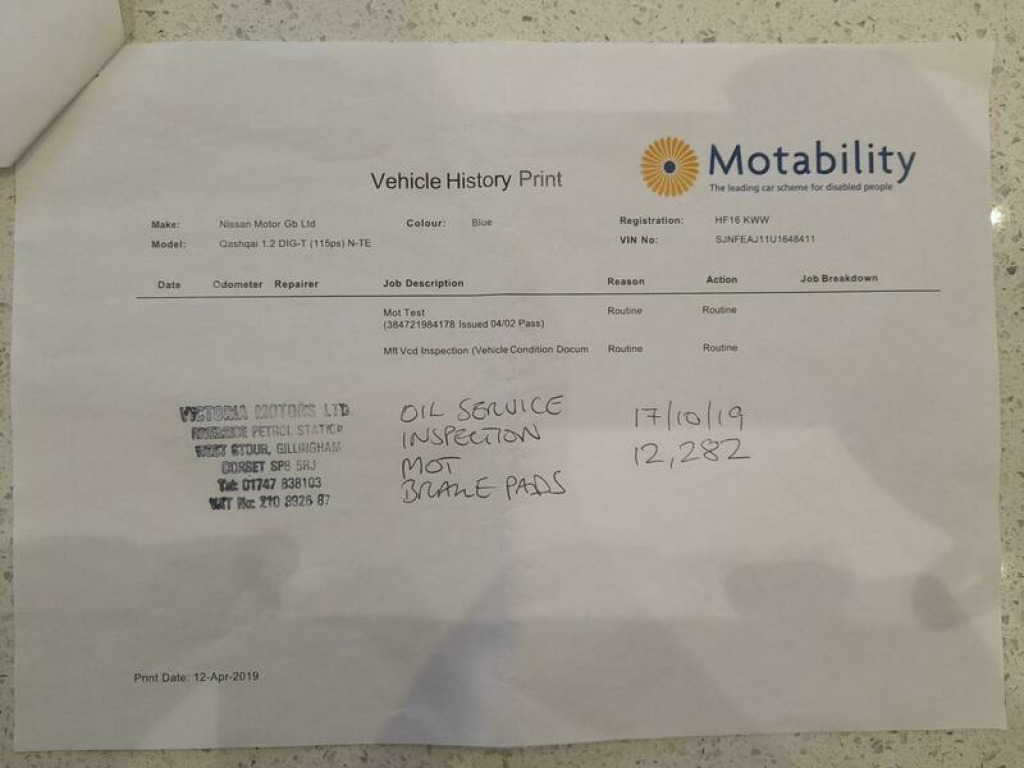 Motability
The leading car scheme for disabled people
Vehicle History Print
Make: Nissan Motor Gb Ltd Colour: Blue Registration: HF16 KWW
Model: Qashqai 1.2 DIG-T (115ps) N-TE VIN No: SJNFEAJ11U1648411
Date Odometer Repairer Job Description Reason Action Job Breakdown
Mot Test Routine Routine
(384721984178 Issued 04/02 Pass)
Mfl Vcd Inspection (Vehicle Condition Docum Routine Routine
VICTORIA MOTORS LTD OIL SERVICE 17/10/19
PETROL STATION INSPECTION 12,282
WEST STOUR, GILLINGHAM MOT
DORSET SP8 5RJ BRAKE PADS
Tel: 01747 838103
VAT No: 210 8926 87
Print Date: 12-Apr-2019